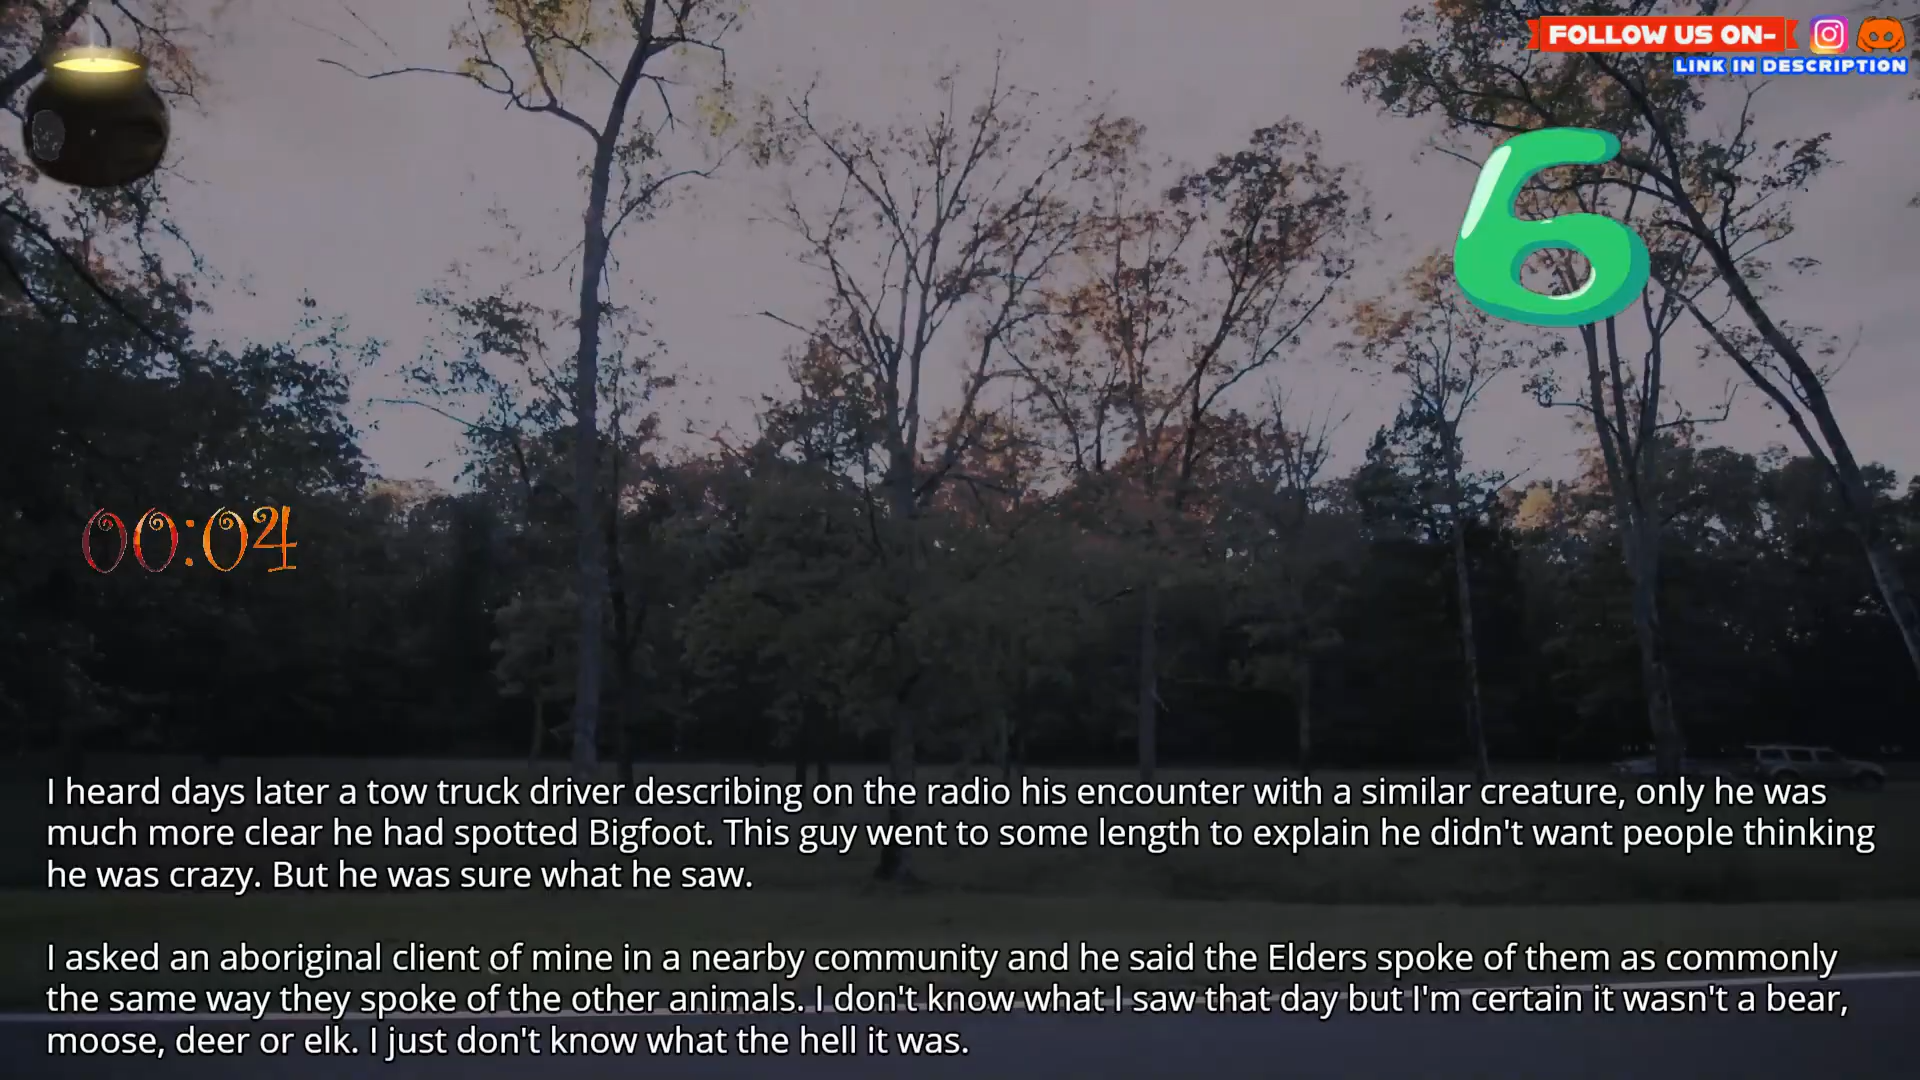 FOLLOW US ON-
LINK IN DESCRIPTION
6
00:04
I heard days later a tow truck driver describing on the radio his encounter with a similar creature, only he was
much more clear he had spotted Bigfoot. This guy went to some length to explain he didn't want people thinking
he was crazy. But he was sure what he saw.
I asked an aboriginal client of mine in a nearby community and he said the Elders spoke of them as commonly
the same way they spoke of the other animals. I don't know what I saw that day but I'm certain it wasn't a bear,
moose, deer or elk. I just don't know what the hell it was.